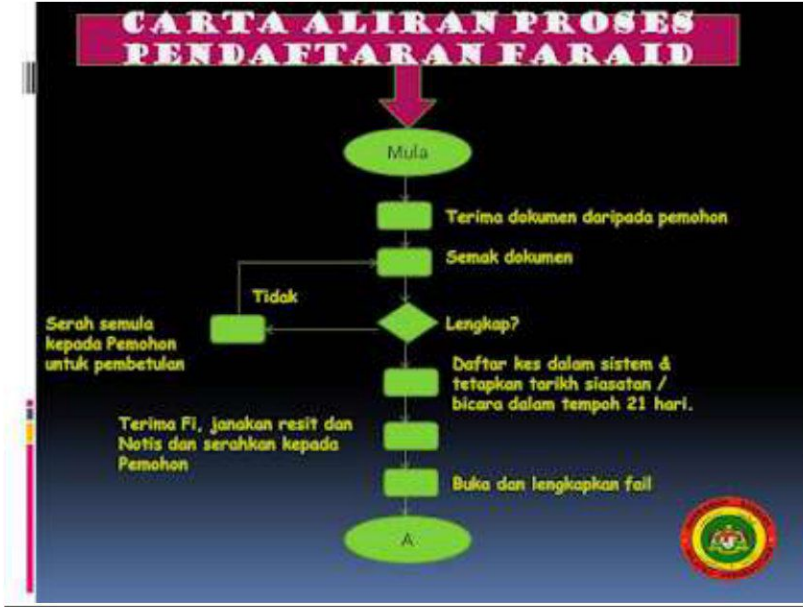 CARTA ALIRAN PROSES
PENDAFTARAN FARAID
Mula
Terima dokumen daripada pemohon
Semak dokumen
Tidak
Lengkap?
Serah semula
kepada Pemohon
untuk pembetulan
Daftar kes dalam sistem &
tetapkan tarikh siasatan /
bicara dalam tempoh 21 hari.
Terima Fi, janakan resit dan
Notis dan serahkan kepada
Pemohon
Buka dan lengkapkan fail
A